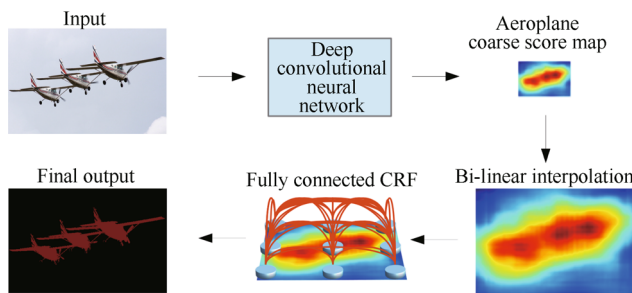 Input
Deep
convolutional
neural
network
Aeroplane
coarse score map
Final output
Fully connected CRF
Bi-linear interpolation